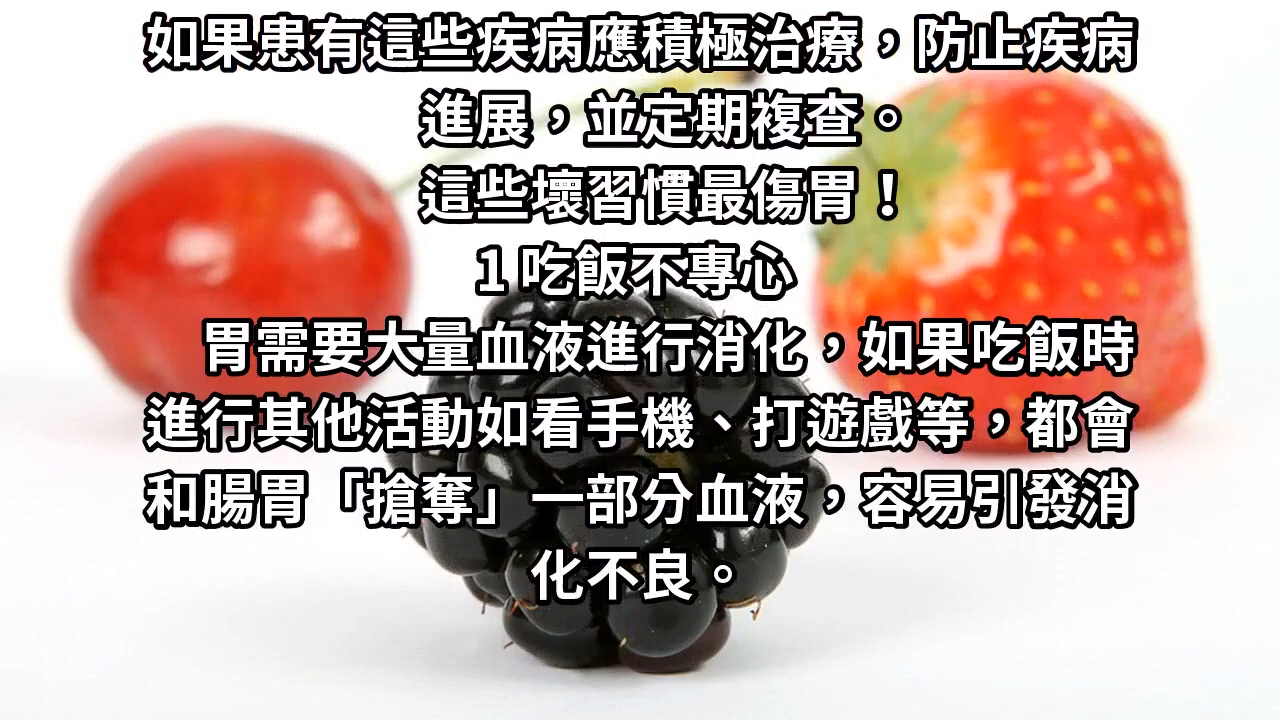 如果患有這些疾病應積極治療，防止疾病
進展，並定期複查。
這些壞習慣最傷胃！
1 吃飯不專心
胃需要大量血液進行消化，如果吃飯時
進行其他活動如看手機、打遊戲等，都會
和腸胃「搶奪」一部分血液，容易引發消
化不良。